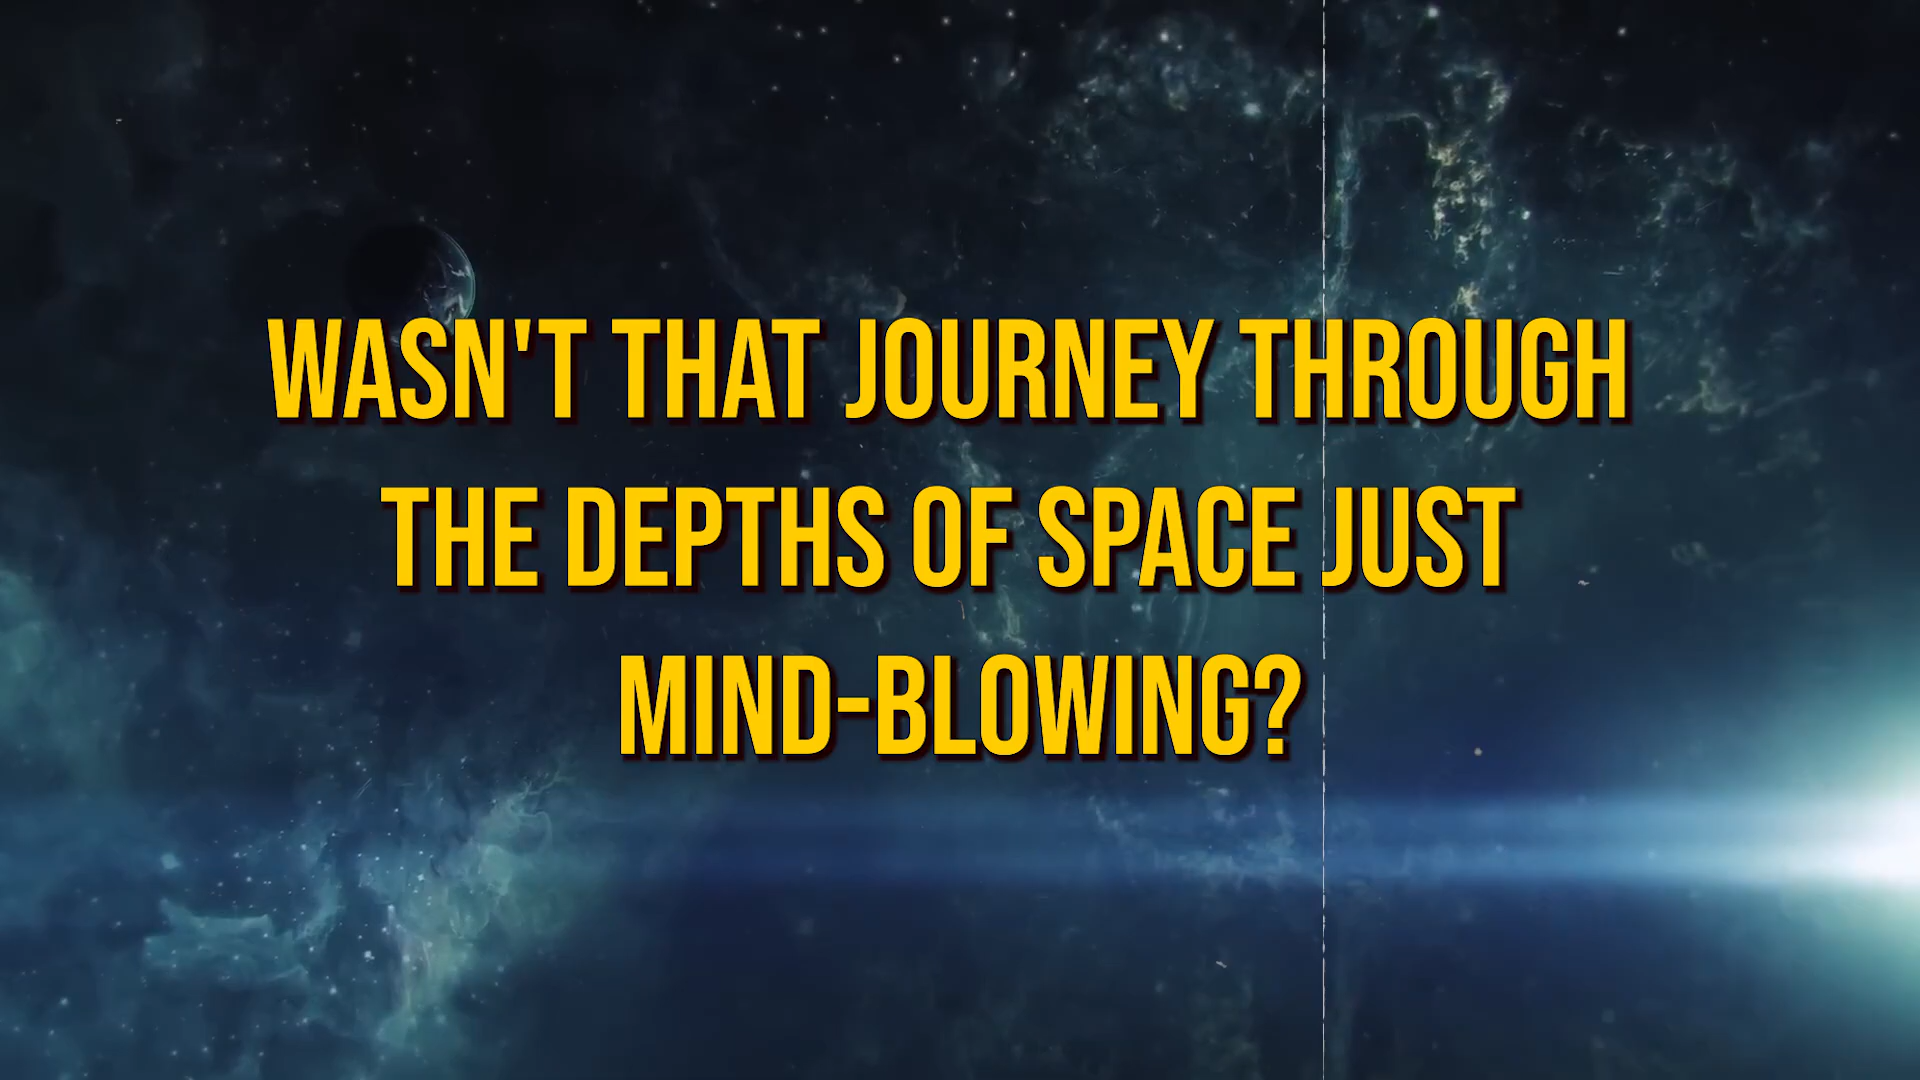 WASN'T THAT JOURNEY THROUGH
THE DEPTHS OF SPACE JUST
MIND-BLOWING?